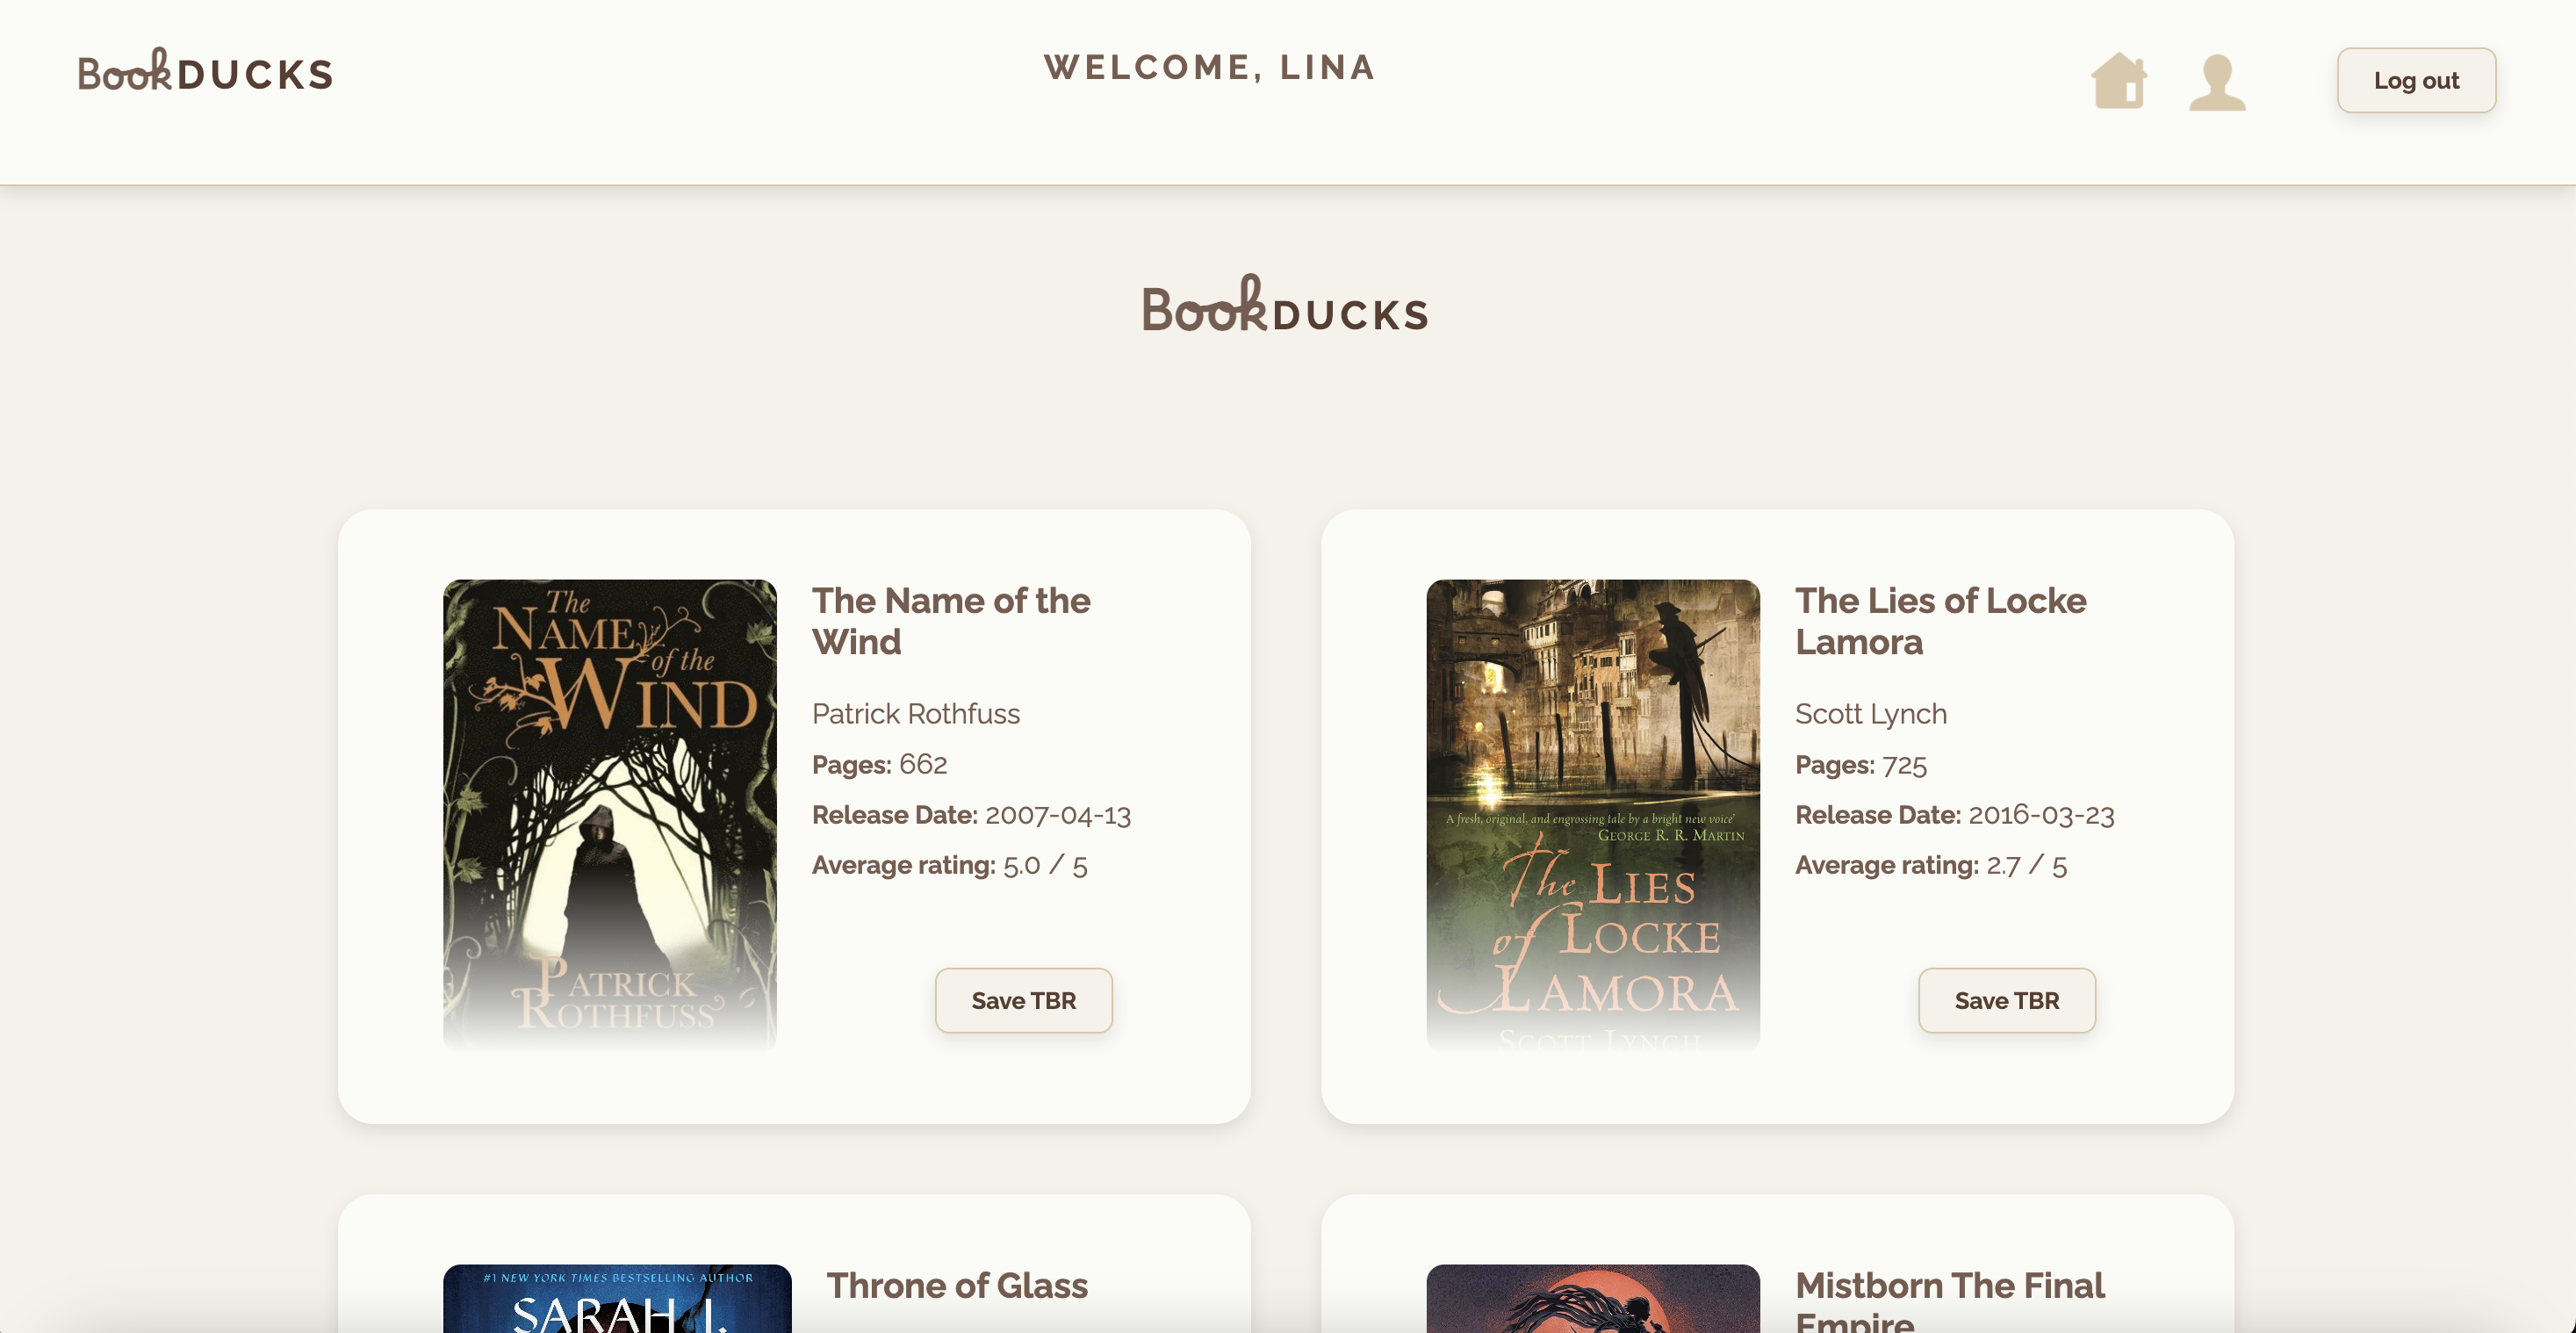 BookDUCKS
WELCOME, LINA
Log out
BookDUCKS
The
NAME
of the
WIND
PATRICK
ROTHFUSS
The Name of the
Wind
Patrick Rothfuss
Pages: 662
Release Date: 2007-04-13
Average rating: 5.0 / 5
Save TBR
A fresh, original, and engrossing tale by a bright new voice'
GEORGE R. R. MARTIN
The LIES
of LOCKE
LAMORA
SCOTT LYNCH
The Lies of Locke
Lamora
Scott Lynch
Pages: 725
Release Date: 2016-03-23
Average rating: 2.7 / 5
Save TBR
#1 NEW YORK TIMES BESTSELLING AUTHOR
SARAH J.
Throne of Glass
Mistborn The Final
Empire